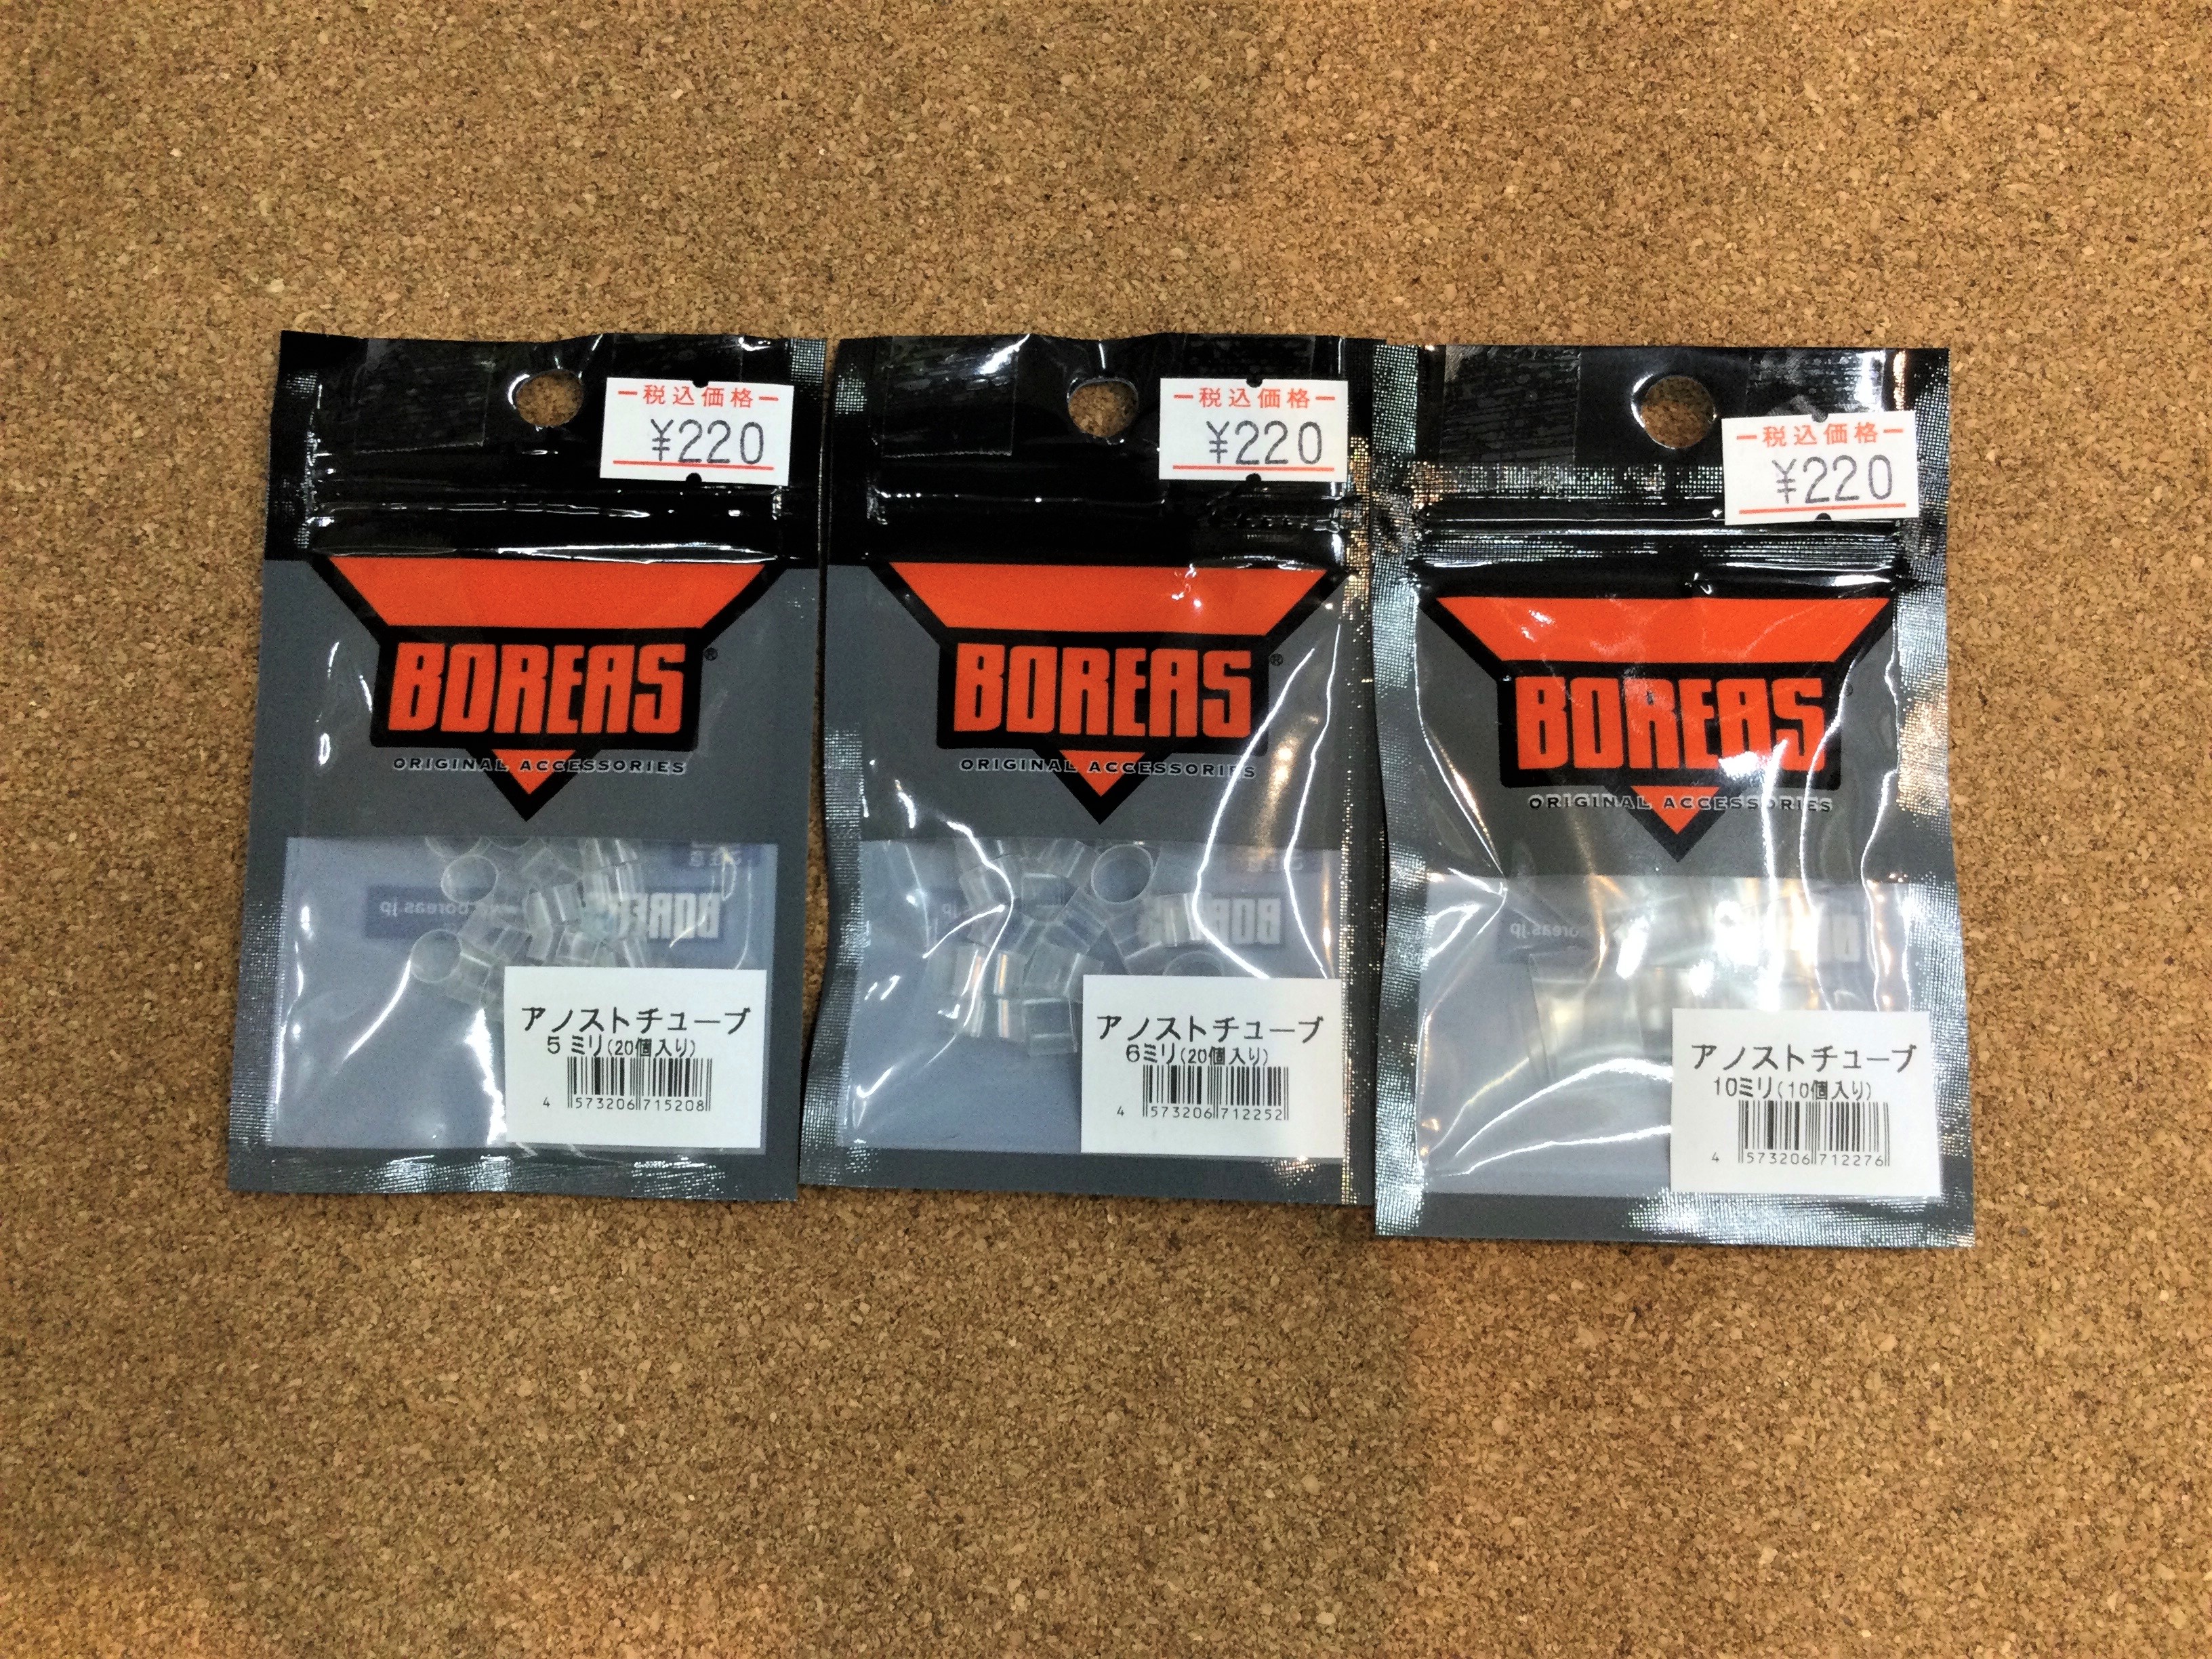 ー税込価格ー
¥220
BOREAS®
ORIGINAL ACCESSORIES
boreas.jp
アノストチューブ
5ミリ(20個入り)
4 573206 715208
ー税込価格ー
¥220
BOREAS®
ORIGINAL ACCESSORIES
アノストチューブ
6ミリ(20個入り)
4 573206 712252
ー税込価格ー
¥220
BOREAS
ORIGINAL ACCESSORIES
boreas.jp
アノストチューブ
10ミリ(10個入り)
4 573206 712276